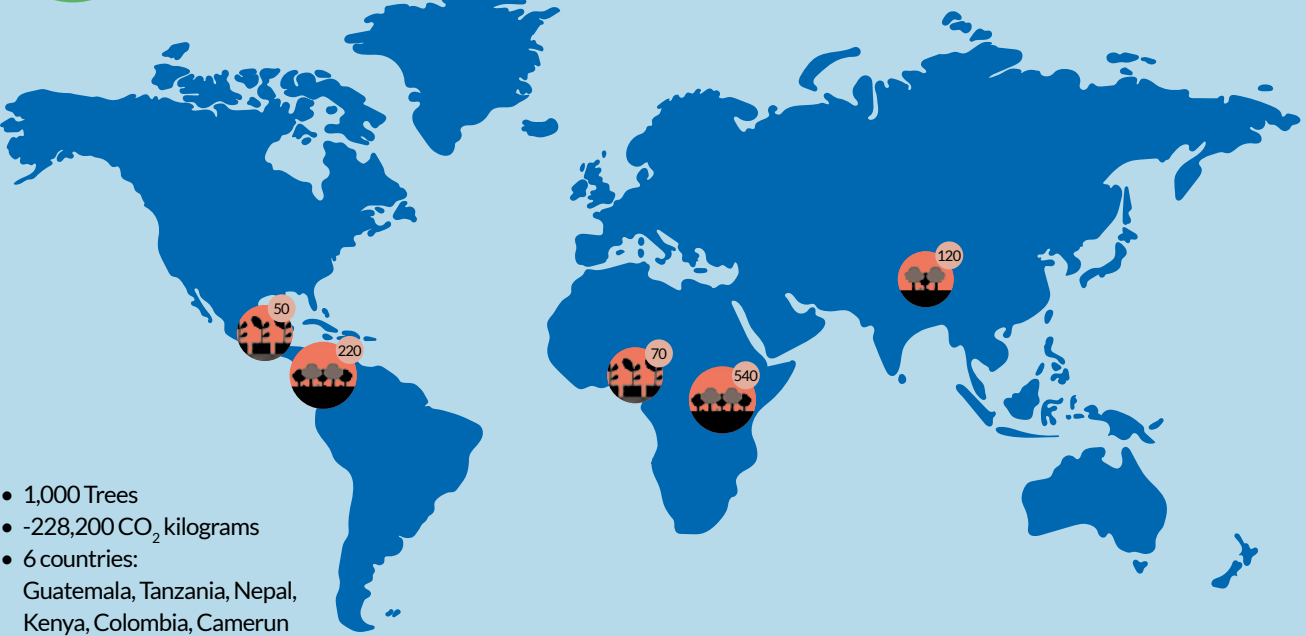 120
50
220
70
540
• 1,000 Trees
• -228,200 CO₂ kilograms
• 6 countries:
Guatemala, Tanzania, Nepal,
Kenya, Colombia, Camerun